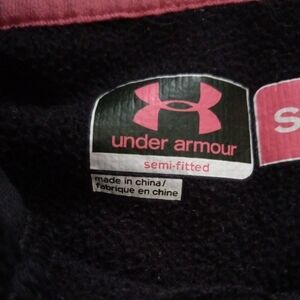 under armour
semi-fitted
made in china/
fabrique en chine
S